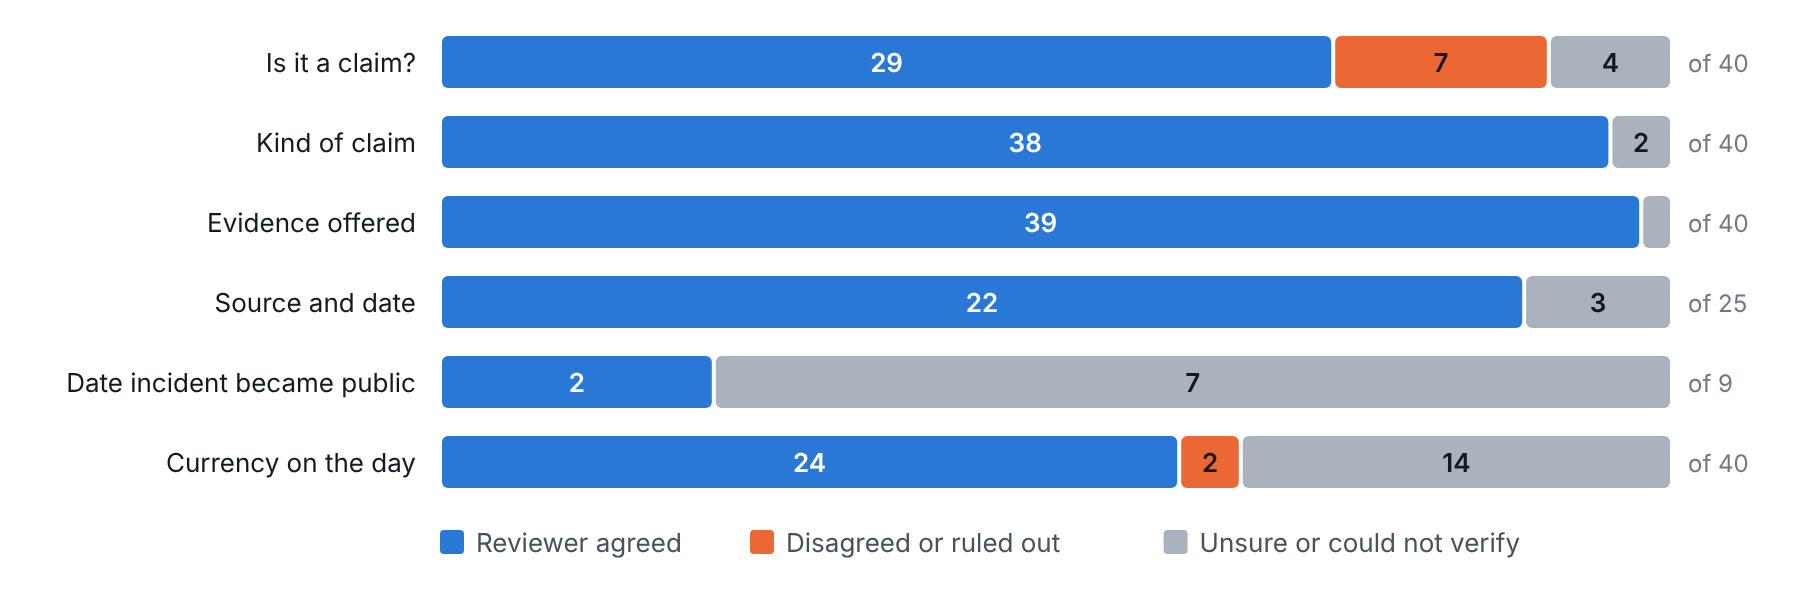 Is it a claim? 29 7 4 of 40
Kind of claim 38 2 of 40
Evidence offered 39 of 40
Source and date 22 3 of 25
Date incident became public 2 7 of 9
Currency on the day 24 2 14 of 40
Reviewer agreed Disagreed or ruled out Unsure or could not verify